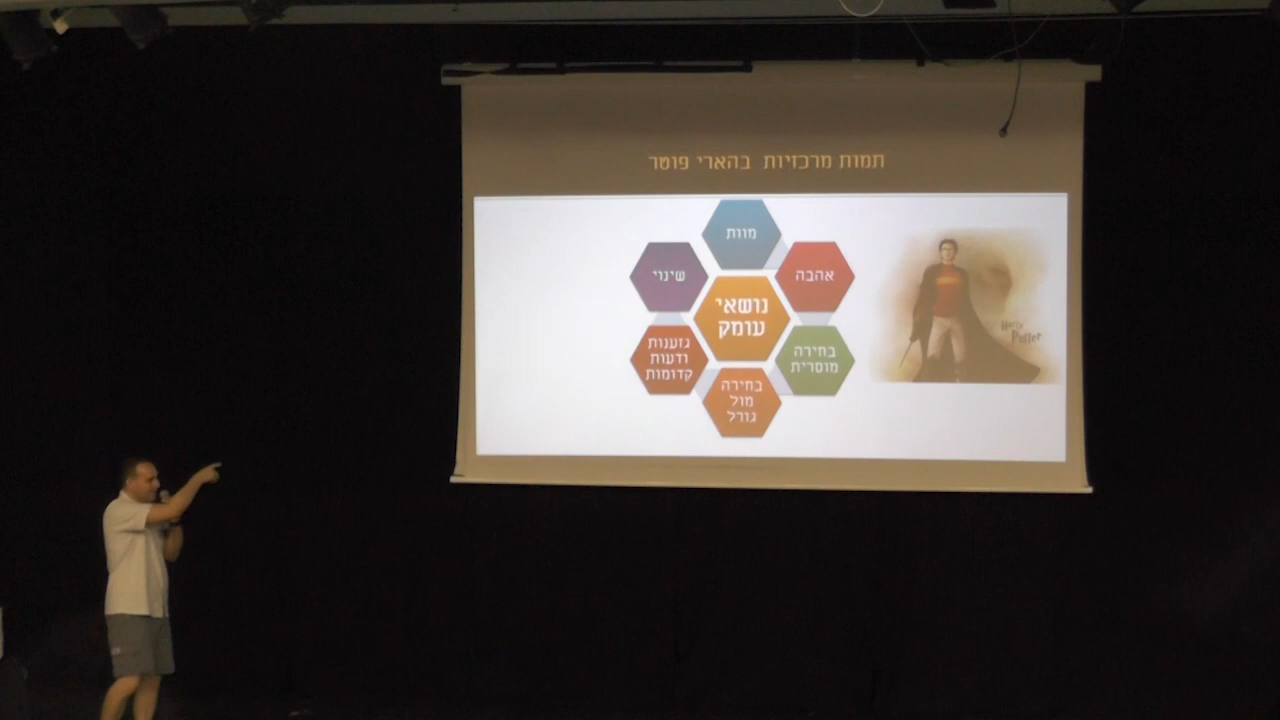 תמות מרכזיות בהארי פוטר
מוות
אהבה
שינוי
נושאי
עומק
בחירה
מוסרית
גזענות
ודעות
קדומות
בחירה
מול
גורל
Harry
Potter